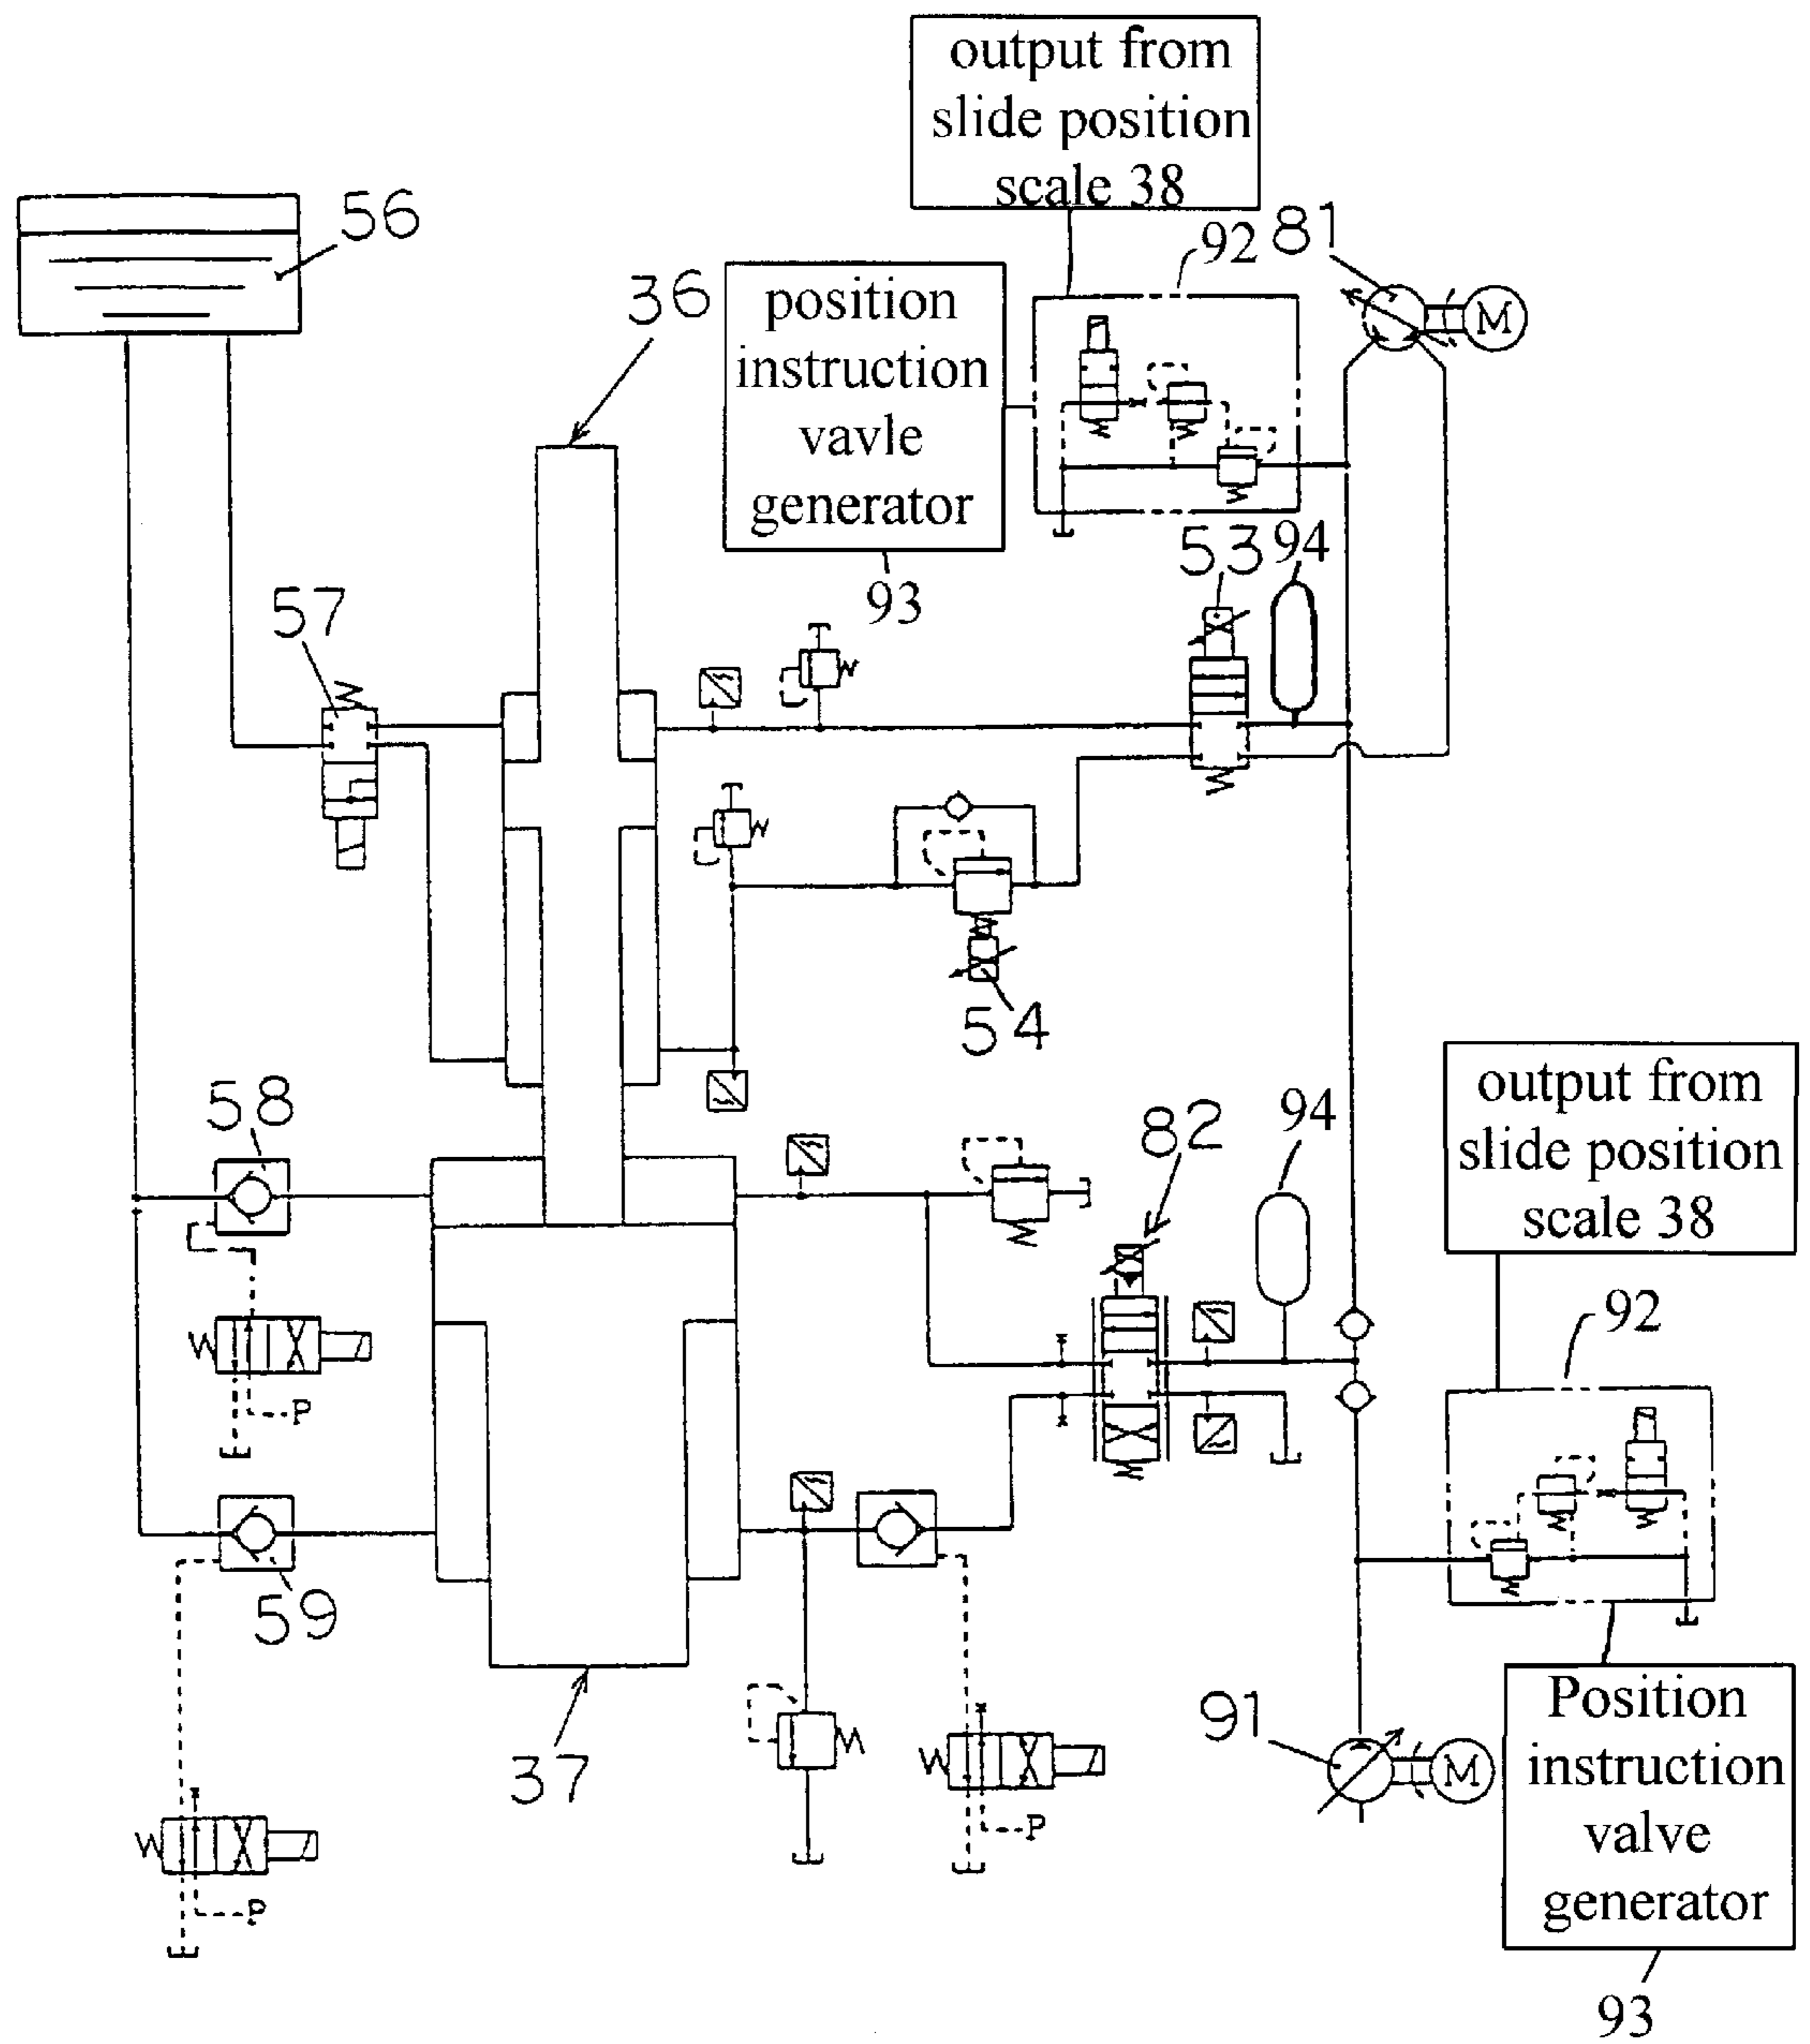 output from
slide position
scale 38
56
92
81
36
position
instruction
vavle
generator
M
53
94
93
57
54
58
82
94
output from
slide position
scale 38
92
P
59
91
M
Position
instruction
valve
generator
37
P
P
93